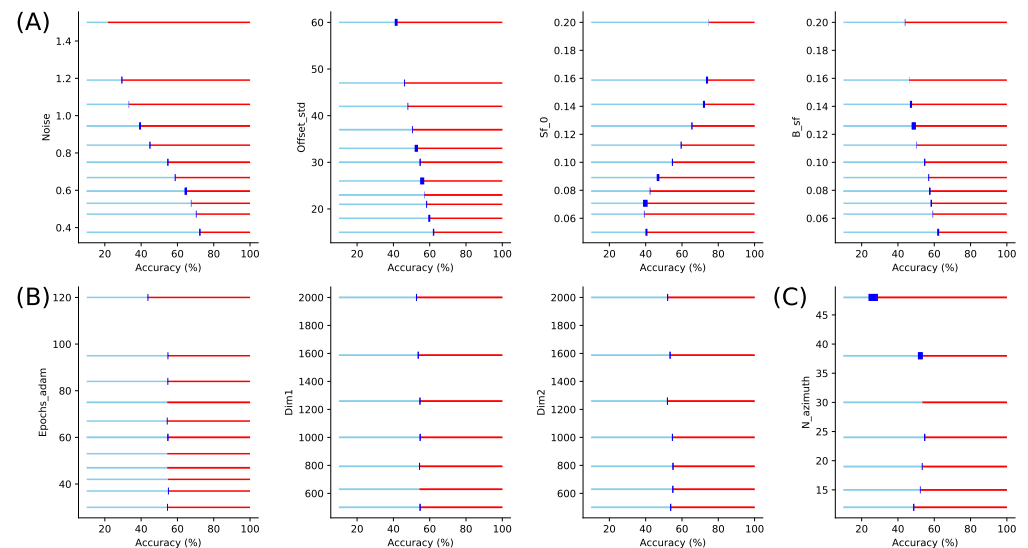 (A)
1.4
1.2
1.0
0.8
0.6
0.4
Noise
20 40 60 80 100
Accuracy (%)
60
50
40
30
20
Offset_std
20 40 60 80 100
Accuracy (%)
0.20
0.18
0.16
0.14
0.12
0.10
0.08
0.06
Sf_0
20 40 60 80 100
Accuracy (%)
0.20
0.18
0.16
0.14
0.12
0.10
0.08
0.06
B_sf
20 40 60 80 100
Accuracy (%)
(B)
120
100
80
60
40
Epochs_adam
20 40 60 80 100
Accuracy (%)
2000
1800
1600
1400
1200
1000
800
600
Dim1
20 40 60 80 100
Accuracy (%)
2000
1800
1600
1400
1200
1000
800
600
Dim2
20 40 60 80 100
Accuracy (%)
(C)
45
40
35
30
25
20
15
N_azimuth
20 40 60 80 100
Accuracy (%)